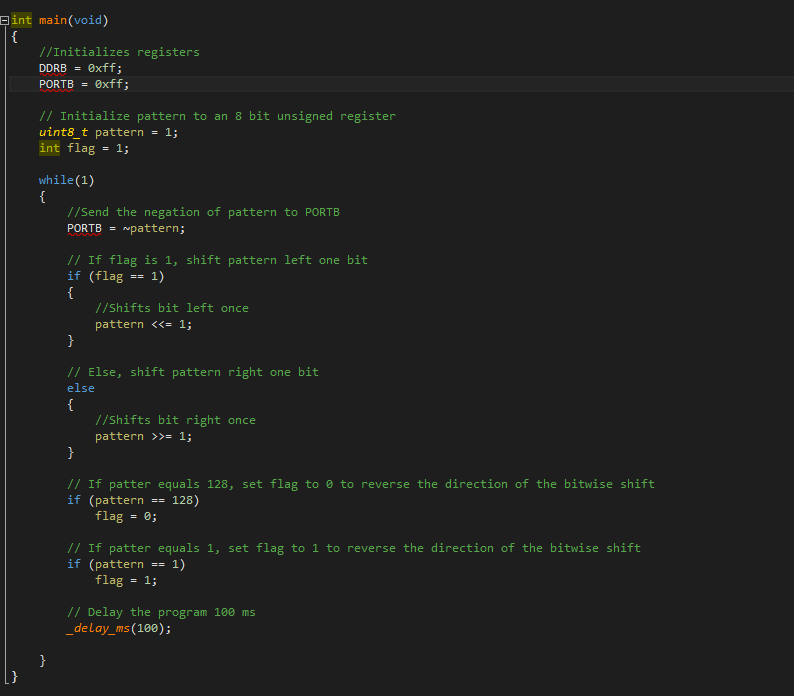 int main(void)
{
//Initializes registers
DDRB = 0xff;
PORTB = 0xff;
// Initialize pattern to an 8 bit unsigned register
uint8_t pattern = 1;
int flag = 1;
while(1)
{
//Send the negation of pattern to PORTB
PORTB = ~pattern;
// If flag is 1, shift pattern left one bit
if (flag == 1)
{
//Shifts bit left once
pattern <<= 1;
}
// Else, shift pattern right one bit
else
{
//Shifts bit right once
pattern >>= 1;
}
// If patter equals 128, set flag to 0 to reverse the direction of the bitwise shift
if (pattern == 128)
flag = 0;
// If patter equals 1, set flag to 1 to reverse the direction of the bitwise shift
if (pattern == 1)
flag = 1;
// Delay the program 100 ms
_delay_ms(100);
}
}